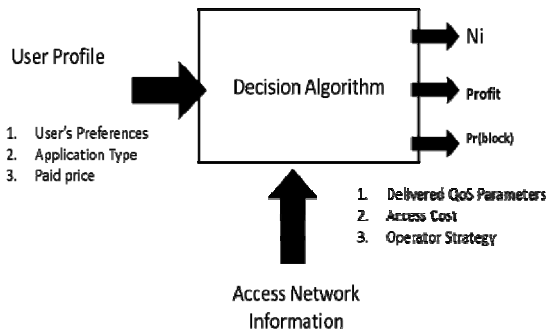 User Profile
1. User's Preferences
2. Application Type
3. Paid price
Decision Algorithm
Ni
Profit
Pr(block)
1. Delivered QoS Parameters
2. Access Cost
3. Operator Strategy
Access Network
Information